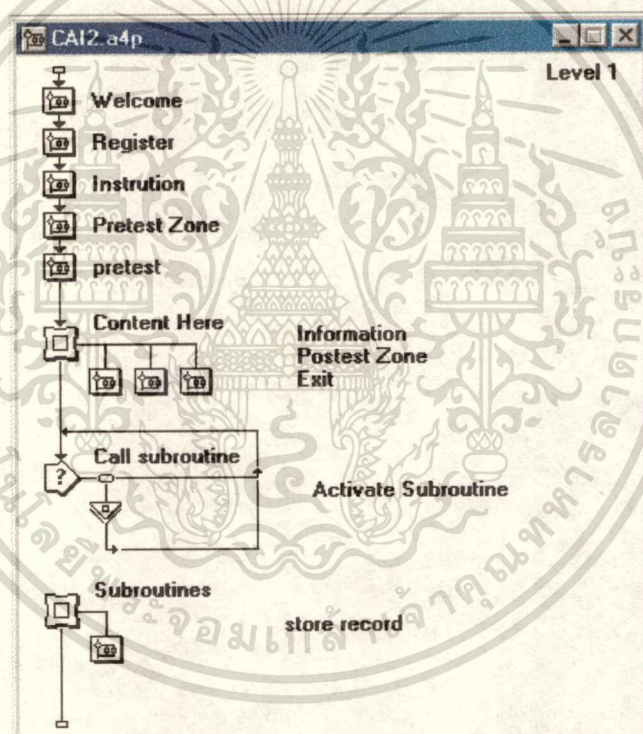 CAI2.a4p
Level 1
Welcome
Register
Instrution
Pretest Zone
pretest
Content Here
Information
Postest Zone
Exit
Call subroutine
?
Activate Subroutine
Subroutines
store record